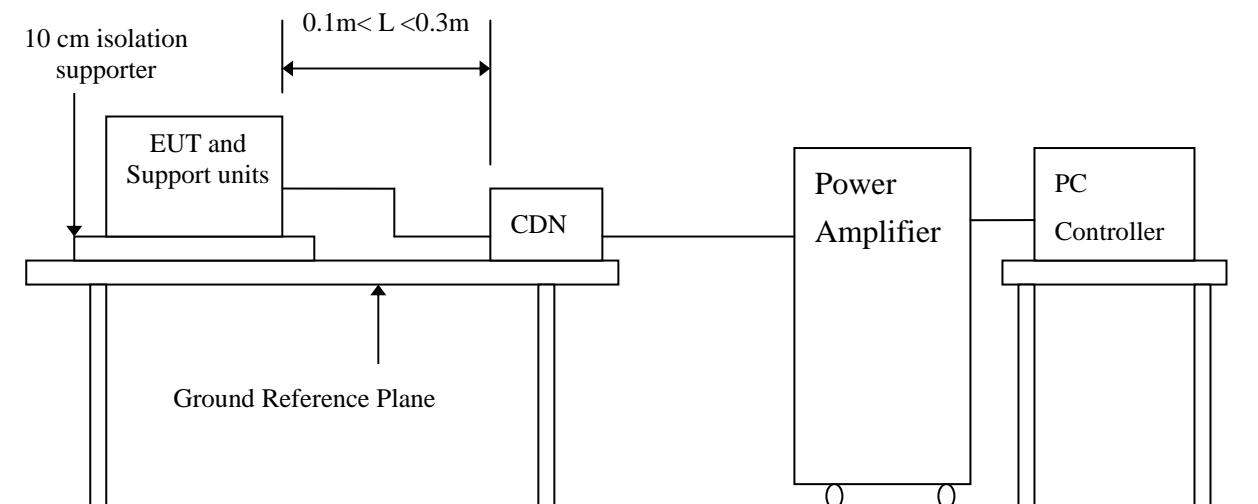 0.1m< L <0.3m
10 cm isolation
supporter
EUT and
Support units
CDN
Power
Amplifier
PC
Controller
Ground Reference Plane